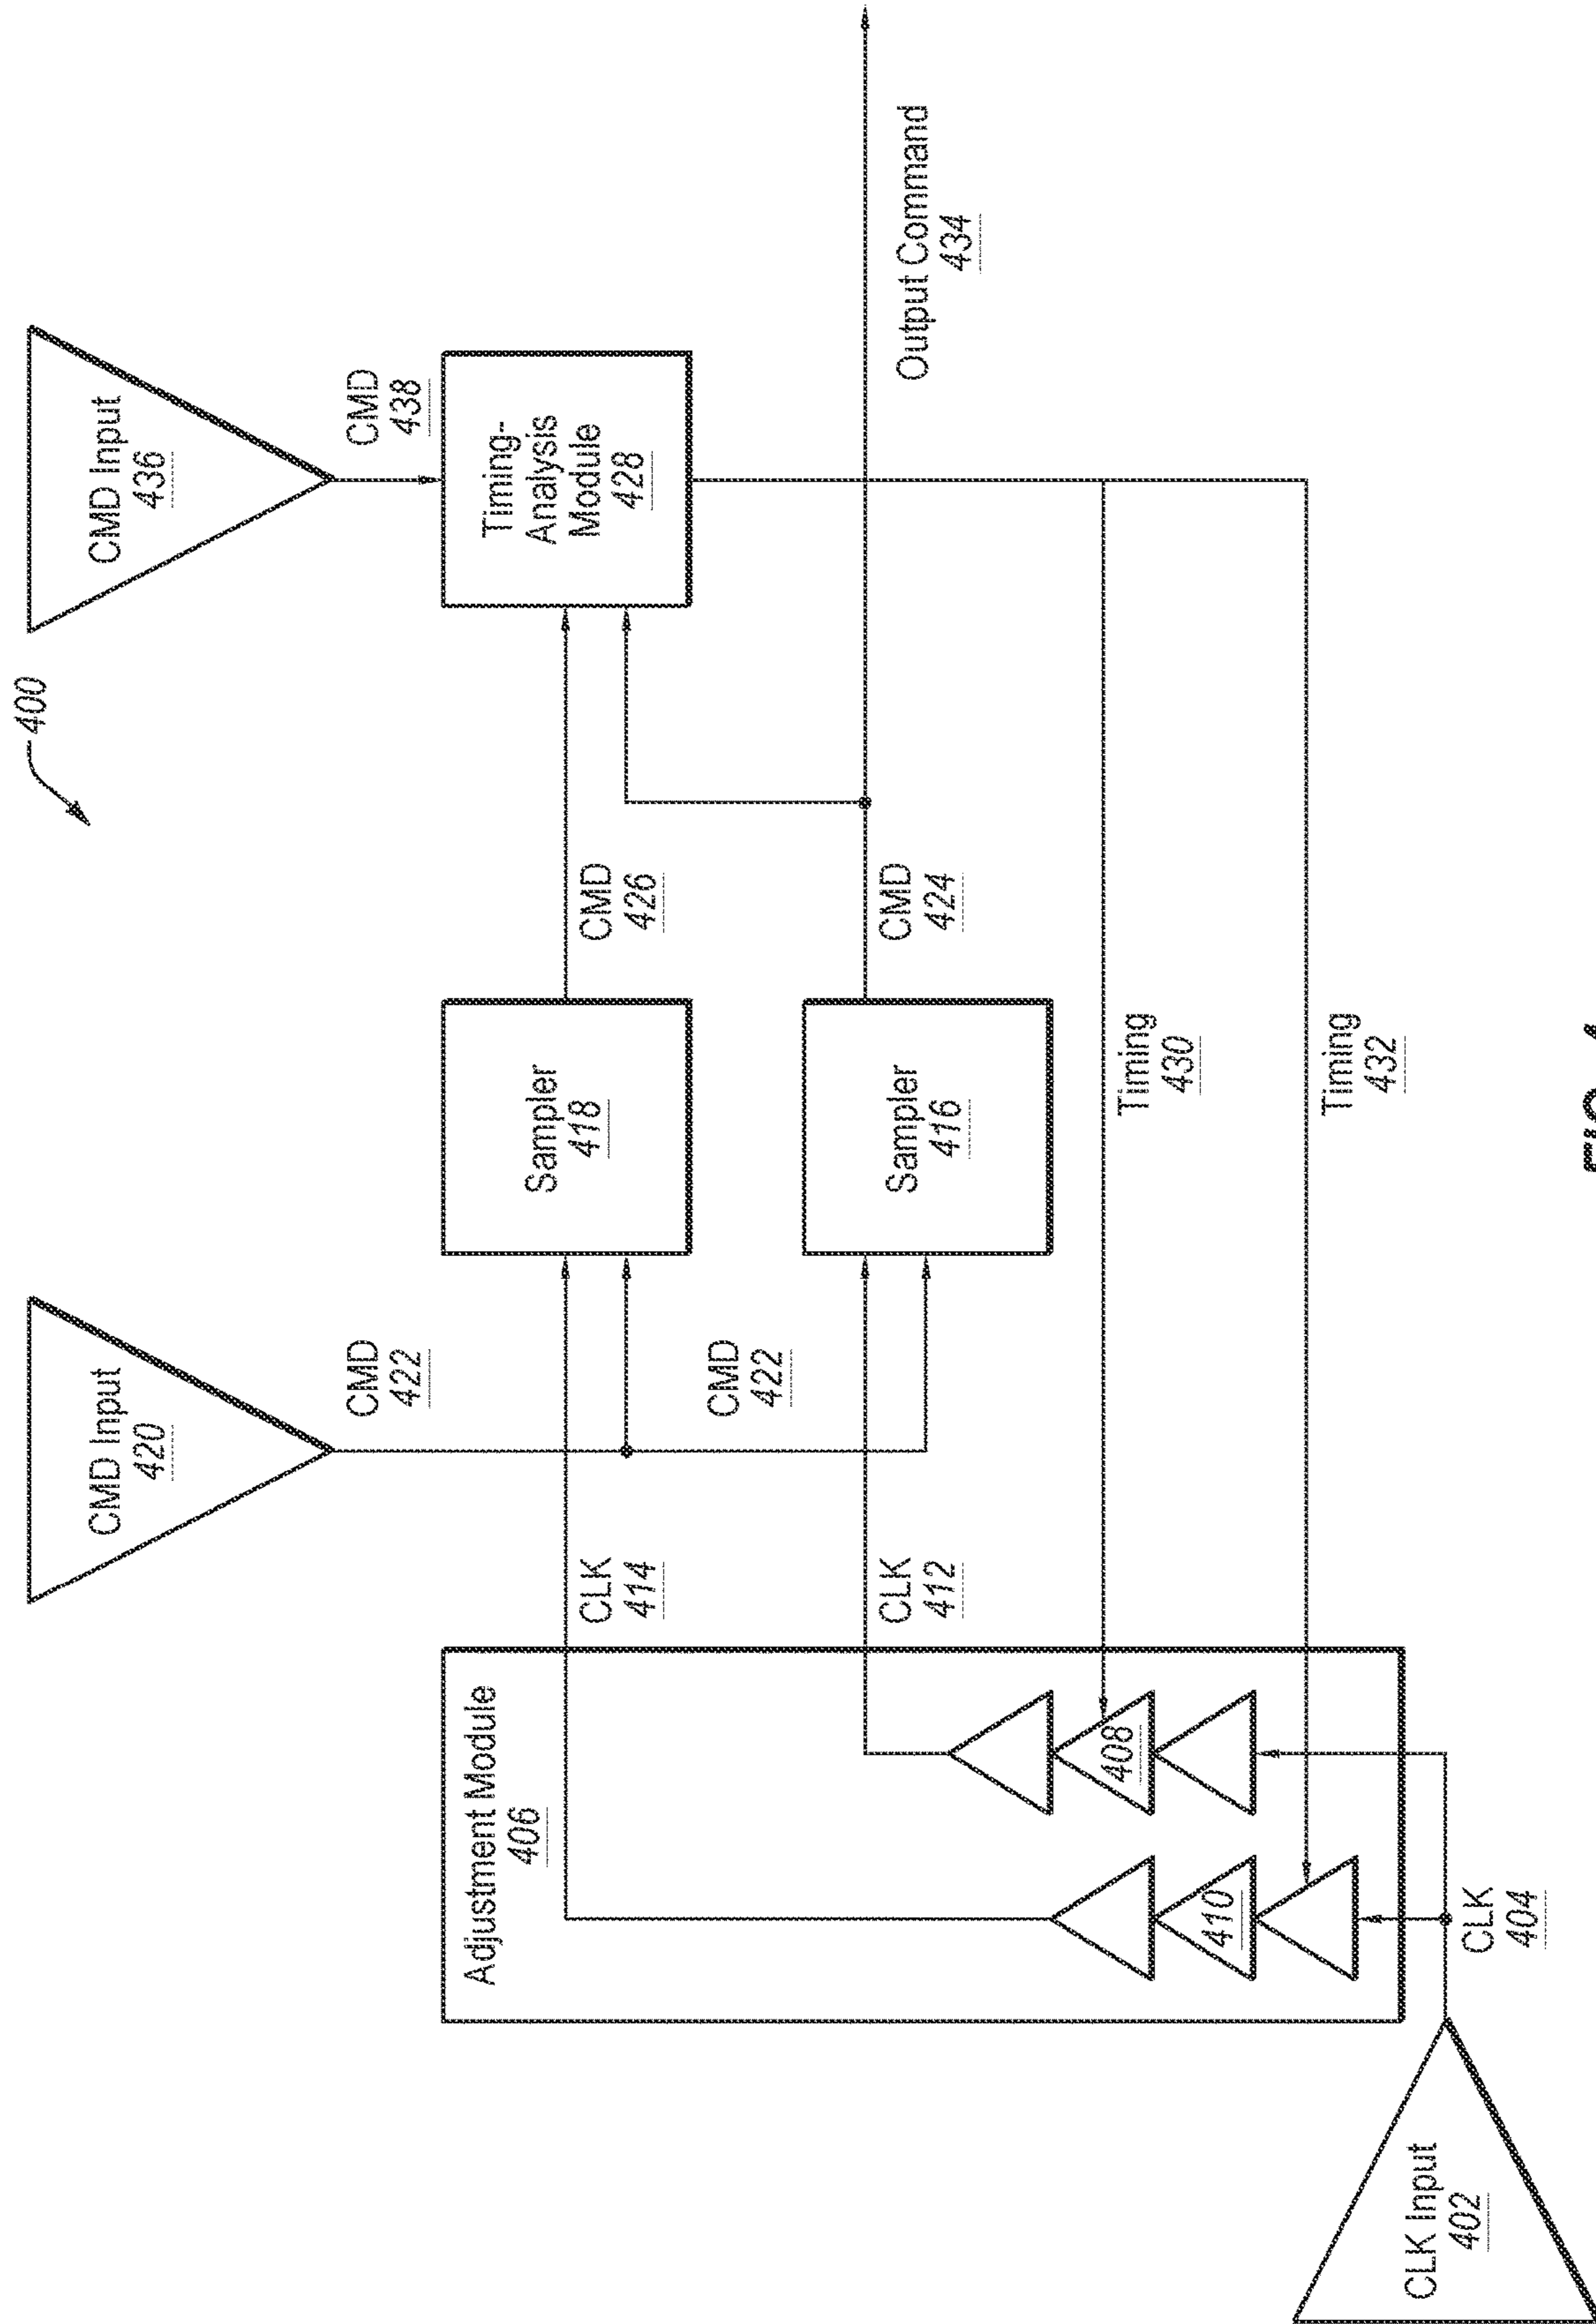 400
CMD Input
420
CMD Input
436
CMD
422
CMD
438
Adjustment Module
406
Sampler
418
Timing-
Analysis
Module
428
CLK
414
CMD
426
CMD
422
Sampler
416
CLK
412
CMD
424
Output Command
434
408
410
Timing
430
Timing
432
CLK Input
402
CLK
404